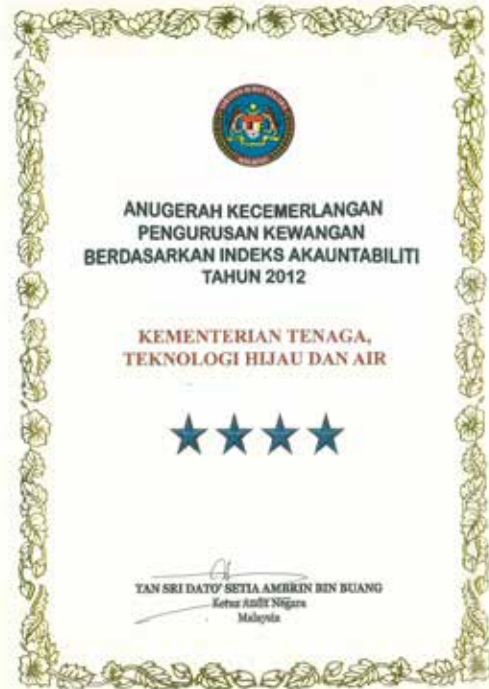 ANUGERAH KECEMERLANGAN
PENGURUSAN KEWANGAN
BERDASARKAN INDEKS AKAUNTABILITI
TAHUN 2012
KEMENTERIAN TENAGA,
TEKNOLOGI HIJAU DAN AIR
TAN SRI DATO' SETIA AMBRIN BIN BUANG
Ketua Audit Negara
Malaysia